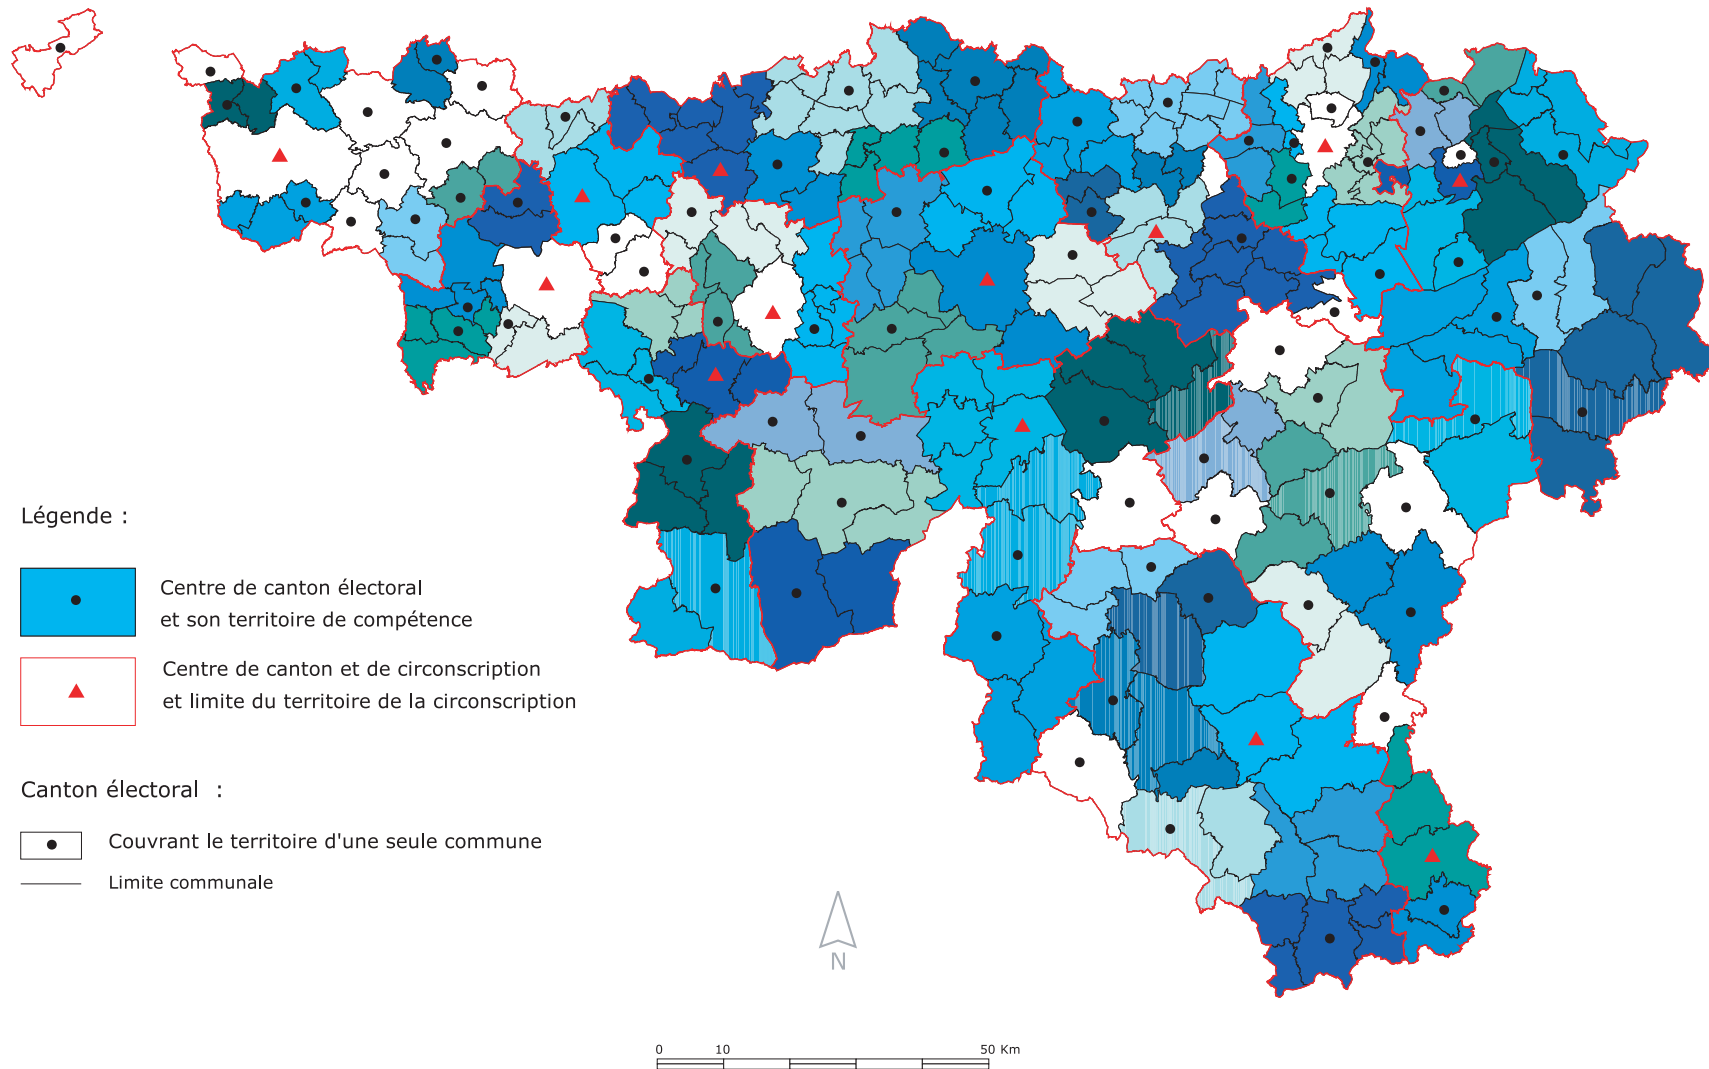 Légende :
Centre de canton électoral
et son territoire de compétence
Centre de canton et de circonscription
et limite du territoire de la circonscription
Canton électoral :
Couvrant le territoire d'une seule commune
Limite communale
N
0 10 50 Km